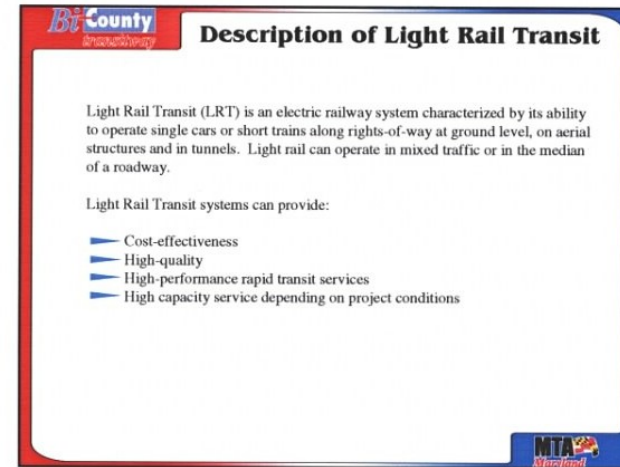 Bi-County
transitway
Description of Light Rail Transit
Light Rail Transit (LRT) is an electric railway system characterized by its ability
to operate single cars or short trains along rights-of-way at ground level, on aerial
structures and in tunnels. Light rail can operate in mixed traffic or in the median
of a roadway.
Light Rail Transit systems can provide:
Cost-effectiveness
High-quality
High-performance rapid transit services
High capacity service depending on project conditions
MTA
Maryland